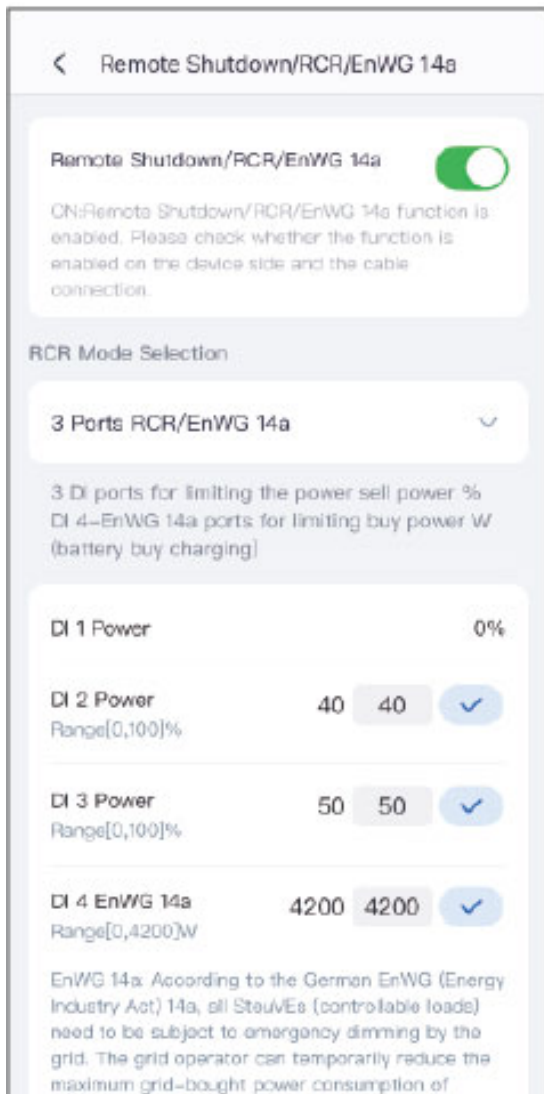 Remote Shutdown/RCR/EnWG 14a
Remote Shutdown/RCR/EnWG 14a
ON:Remote Shutdown/RCR/EnWG 14a function is
enabled. Please check whether the function is
enabled on the device side and the cable
connection.
RCR Mode Selection
3 Ports RCR/EnWG 14a
3 DI ports for limiting the power sell power %
DI 4-EnWG 14a ports for limiting buy power W
(battery buy charging)
DI 1 Power 0%
DI 2 Power 40 40
Range[0,100]%
DI 3 Power 50 50
Range[0,100]%
DI 4 EnWG 14a 4200 4200
Range[0,4200]W
EnWG 14a: According to the German EnWG (Energy
Industry Act) 14a, all SteuVEs (controllable loads)
need to be subject to emergency dimming by the
grid. The grid operator can temporarily reduce the
maximum grid-bought power consumption of